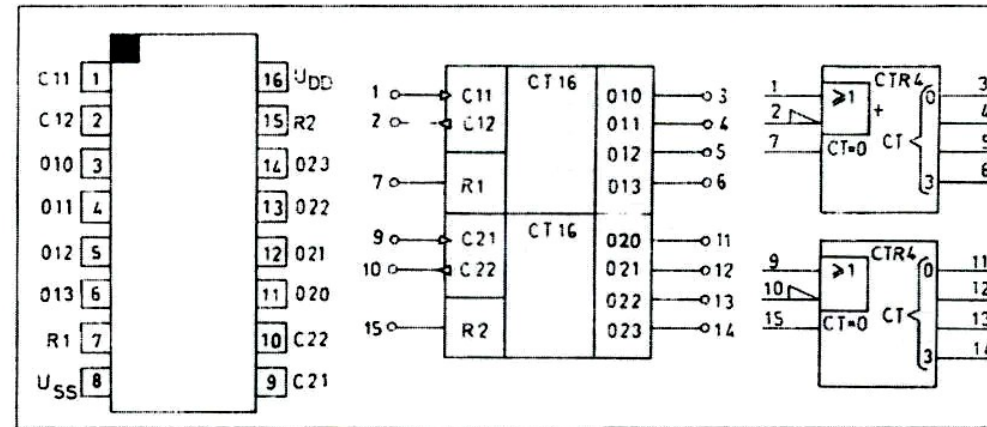 C11 1 16 UDD
C12 2 15 R2
010 3 14 023
011 4 13 022
012 5 12 021
013 6 11 020
R1 7 10 C22
USS 8 9 C21
CT16
1 C11 010 3
2 C12 011 4
012 5
7 R1 013 6
CT16
9 C21 020 11
10 C22 021 12
022 13
15 R2 023 14
CTR4
1 ≥1 0 3
2 + 4
7 CT=0 CT 5
3 6
CTR4
9 ≥1 0 11
10 12
15 CT=0 CT 13
3 14